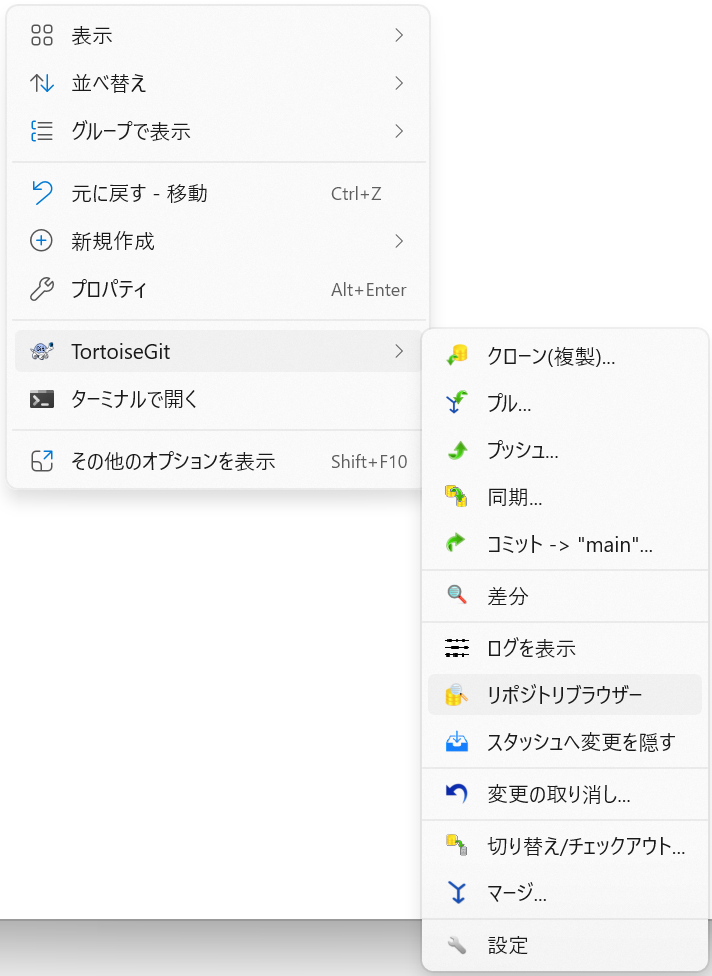 表示
並べ替え
グループで表示
元に戻す - 移動 Ctrl+Z
新規作成
プロパティ Alt+Enter
TortoiseGit
ターミナルで開く
その他のオプションを表示 Shift+F10
クローン(複製)...
プル...
プッシュ...
同期...
コミット -> "main"...
差分
ログを表示
リポジトリブラウザー
スタッシュへ変更を隠す
変更の取り消し...
切り替え/チェックアウト...
マージ...
設定